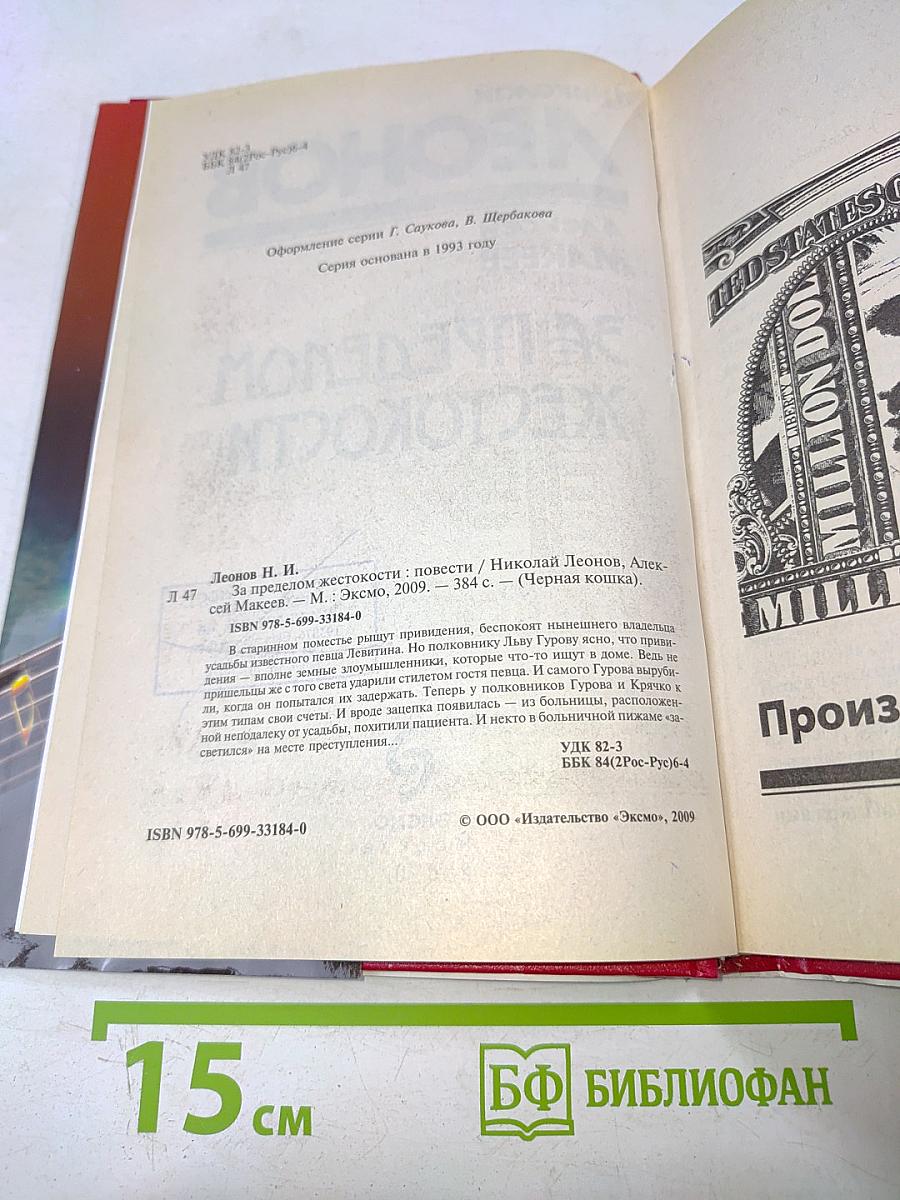 УДК 82-3
ББК 84(2Рос-Рус)6-4
Л 47
Оформление серии Г. Саукова, В. Щербакова
Серия основана в 1993 году
Леонов Н. И.
Л 47 За пределом жестокости : повести / Николай Леонов, Алек-
сей Макеев. — М. : Эксмо, 2009. — 384 с. — (Черная кошка).
ISBN 978-5-699-33184-0
В старинном поместье рыщут привидения, беспокоят нынешнего владельца
усадьбы известного певца Левитина. Но полковнику Льву Гурову ясно, что приви-
дения — вполне земные злоумышленники, которые что-то ищут в доме. Ведь не
пришельцы же с того света ударили стилетом гостя певца. И самого Гурова выруби-
ли, когда он попытался их задержать. Теперь у полковников Гурова и Крячко к
этим типам свои счеты. И вроде зацепка появилась — из больницы, расположен-
ной неподалеку от усадьбы, похитили пациента. И некто в больничной пижаме «за-
светился» на месте преступления...
УДК 82-3
ББК 84(2Рос-Рус)6-4
ISBN 978-5-699-33184-0
© ООО «Издательство «Эксмо», 2009
TED STATES O
LIBERTY
MILLION DOL
MILLI
Произ
15 см
БФ БИБЛИОФАН